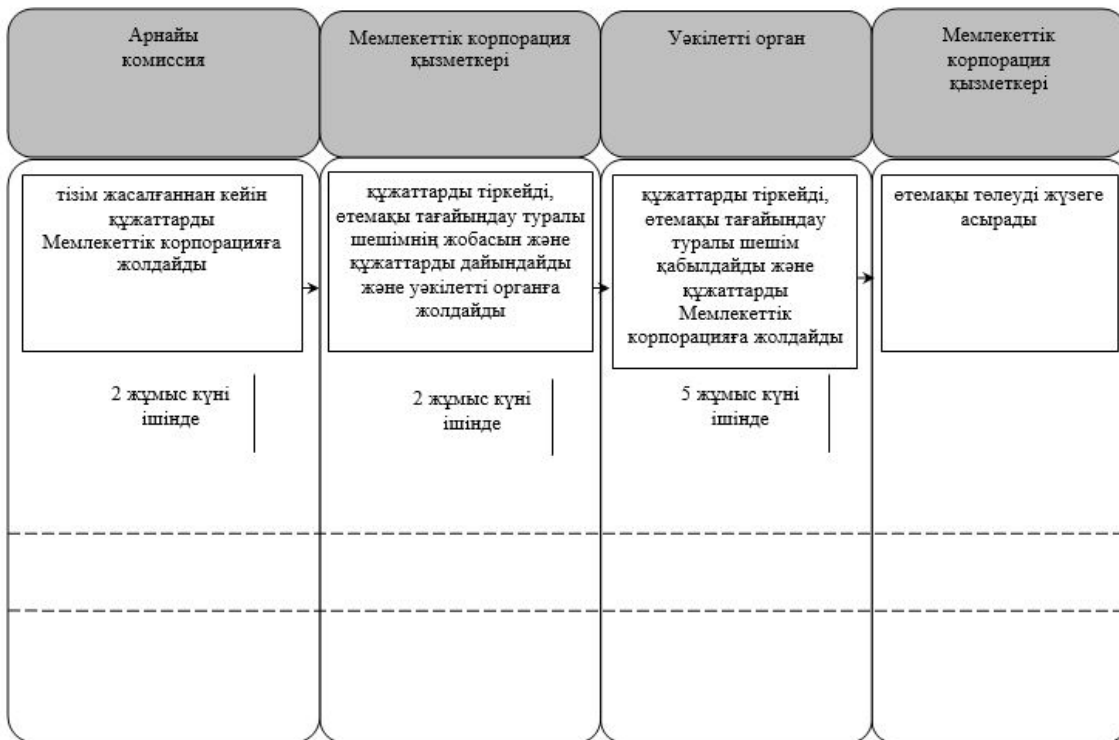 Арнайы
комиссия
Мемлекеттік корпорация
қызметкері
Уәкілетті орган
Мемлекеттік
корпорация
қызметкері
тізім жасалғаннан кейін
құжаттарды
Мемлекеттік корпорацияға
жолдайды
құжаттарды тіркейді,
өтемақы тағайындау туралы
шешімнің жобасын және
құжаттарды дайындайды
және уәкілетті органға
жолдайды
құжаттарды тіркейді,
өтемақы тағайындау
туралы шешім
қабылдайды және
құжаттарды
Мемлекеттік
корпорацияға жолдайды
өтемақы төлеуді жүзеге
асырады
2 жұмыс күні
ішінде
2 жұмыс күні
ішінде
5 жұмыс күні
ішінде